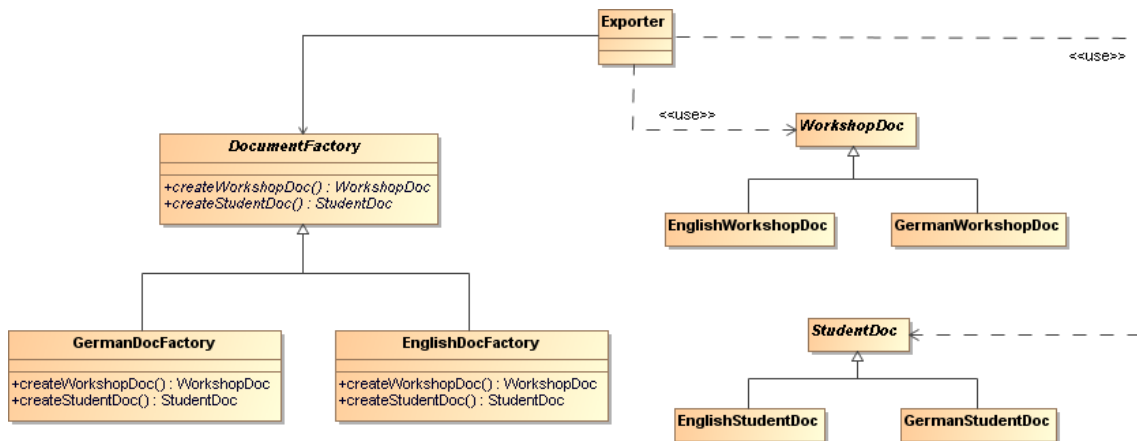 Exporter
<<use>>
<<use>>
WorkshopDoc
DocumentFactory
+createWorkshopDoc() : WorkshopDoc
+createStudentDoc() : StudentDoc
EnglishWorkshopDoc
GermanWorkshopDoc
GermanDocFactory
+createWorkshopDoc() : WorkshopDoc
+createStudentDoc() : StudentDoc
EnglishDocFactory
+createWorkshopDoc() : WorkshopDoc
+createStudentDoc() : StudentDoc
StudentDoc
EnglishStudentDoc
GermanStudentDoc